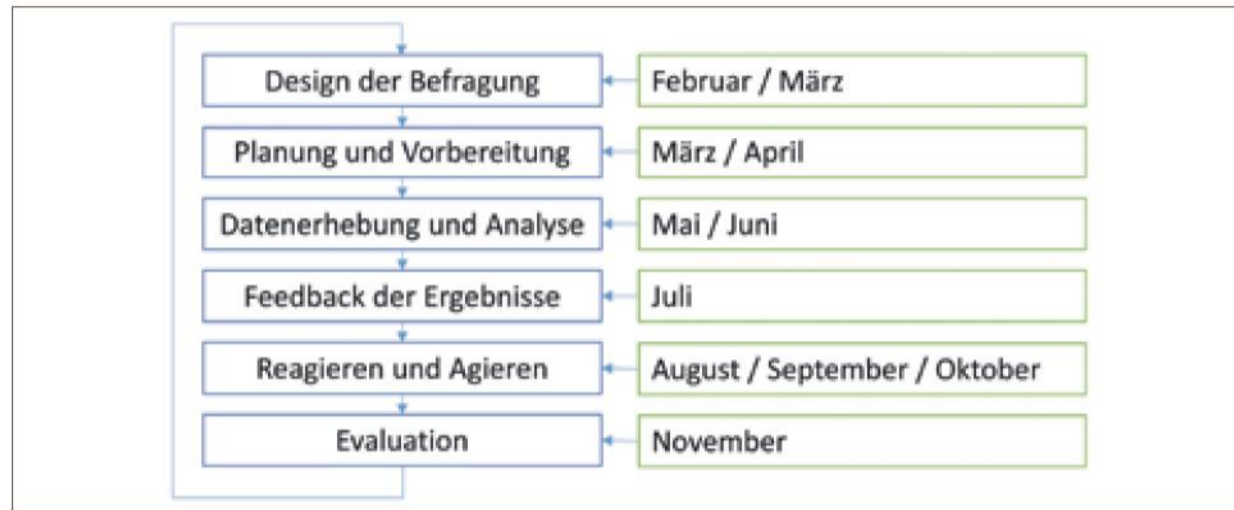 Design der Befragung
Februar / März
Planung und Vorbereitung
März / April
Datenerhebung und Analyse
Mai / Juni
Feedback der Ergebnisse
Juli
Reagieren und Agieren
August / September / Oktober
Evaluation
November